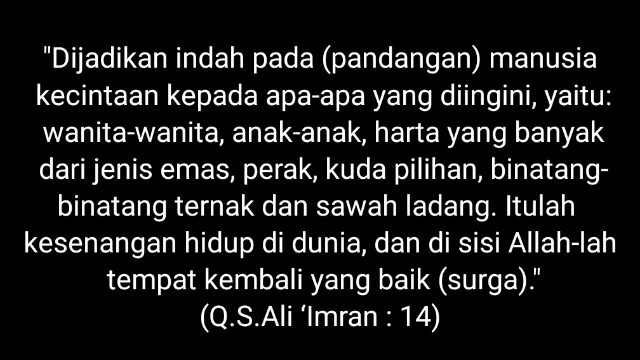 "Dijadikan indah pada (pandangan) manusia
kecintaan kepada apa-apa yang diingini, yaitu:
wanita-wanita, anak-anak, harta yang banyak
dari jenis emas, perak, kuda pilihan, binatang-
binatang ternak dan sawah ladang. Itulah
kesenangan hidup di dunia, dan di sisi Allah-lah
tempat kembali yang baik (surga)."
(Q.S.Ali ‘Imran : 14)